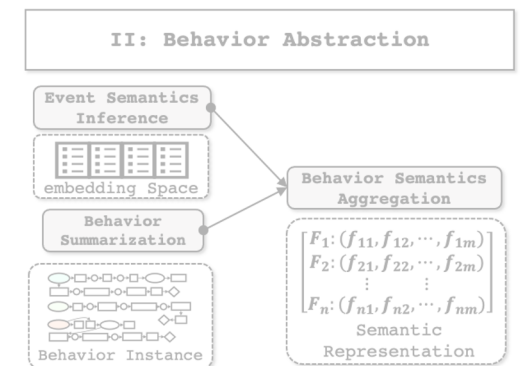 II: Behavior Abstraction
Event Semantics
Inference
embedding Space
Behavior
Summarization
Behavior Instance
Behavior Semantics
Aggregation
F₁: (f₁₁, f₁₂, ⋯, f₁ₘ)
F₂: (f₂₁, f₂₂, ⋯, f₂ₘ)
⋮ ⋮
Fₙ: (fₙ₁, fₙ₂, ⋯, fₙₘ)
Semantic
Representation